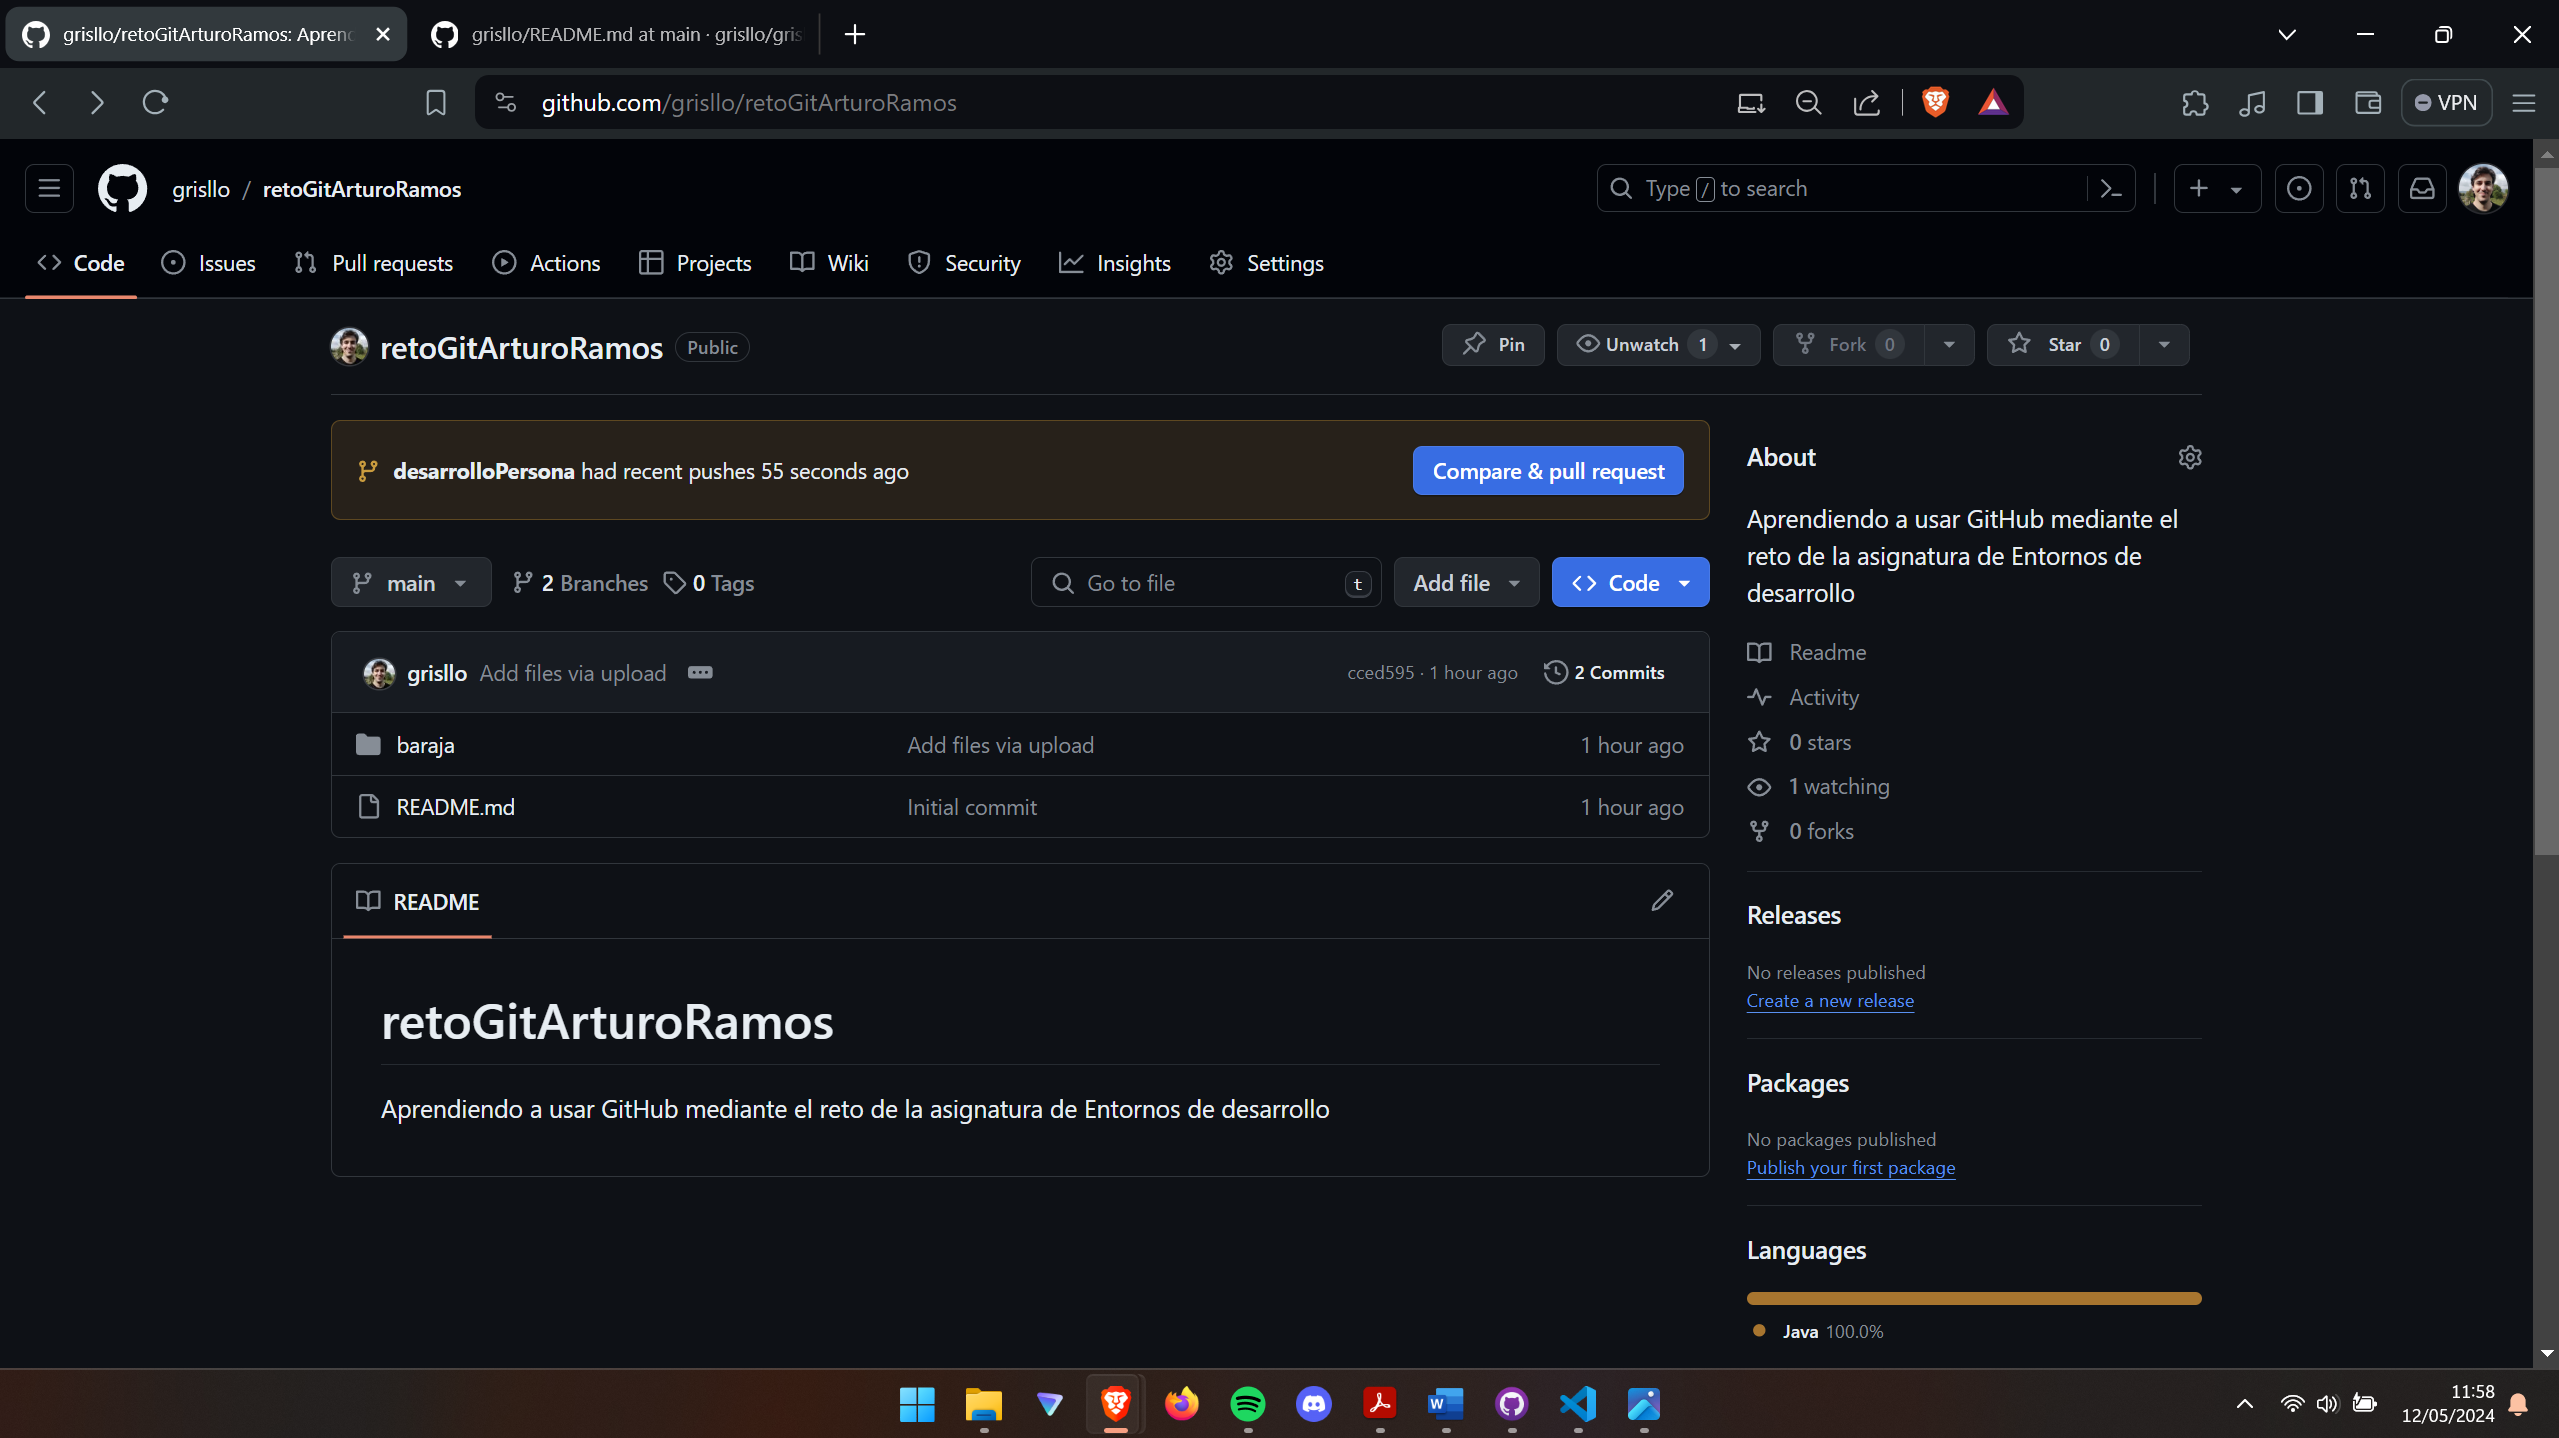 grisllo/retoGitArturoRamos: Apren
grisllo/README.md at main · grisllo/gris
github.com/grisllo/retoGitArturoRamos
VPN
grisllo / retoGitArturoRamos
Type / to search
Code
Issues
Pull requests
Actions
Projects
Wiki
Security
Insights
Settings
retoGitArturoRamos
Public
Pin
Unwatch 1
Fork 0
Star 0
desarrolloPersona had recent pushes 55 seconds ago
Compare & pull request
main
2 Branches
0 Tags
Go to file
t
Add file
Code
grisllo Add files via upload
cced595 · 1 hour ago
2 Commits
baraja
Add files via upload
1 hour ago
README.md
Initial commit
1 hour ago
README
retoGitArturoRamos
Aprendiendo a usar GitHub mediante el reto de la asignatura de Entornos de desarrollo
About
Aprendiendo a usar GitHub mediante el
reto de la asignatura de Entornos de
desarrollo
Readme
Activity
0 stars
1 watching
0 forks
Releases
No releases published
Create a new release
Packages
No packages published
Publish your first package
Languages
Java 100.0%
11:58
12/05/2024